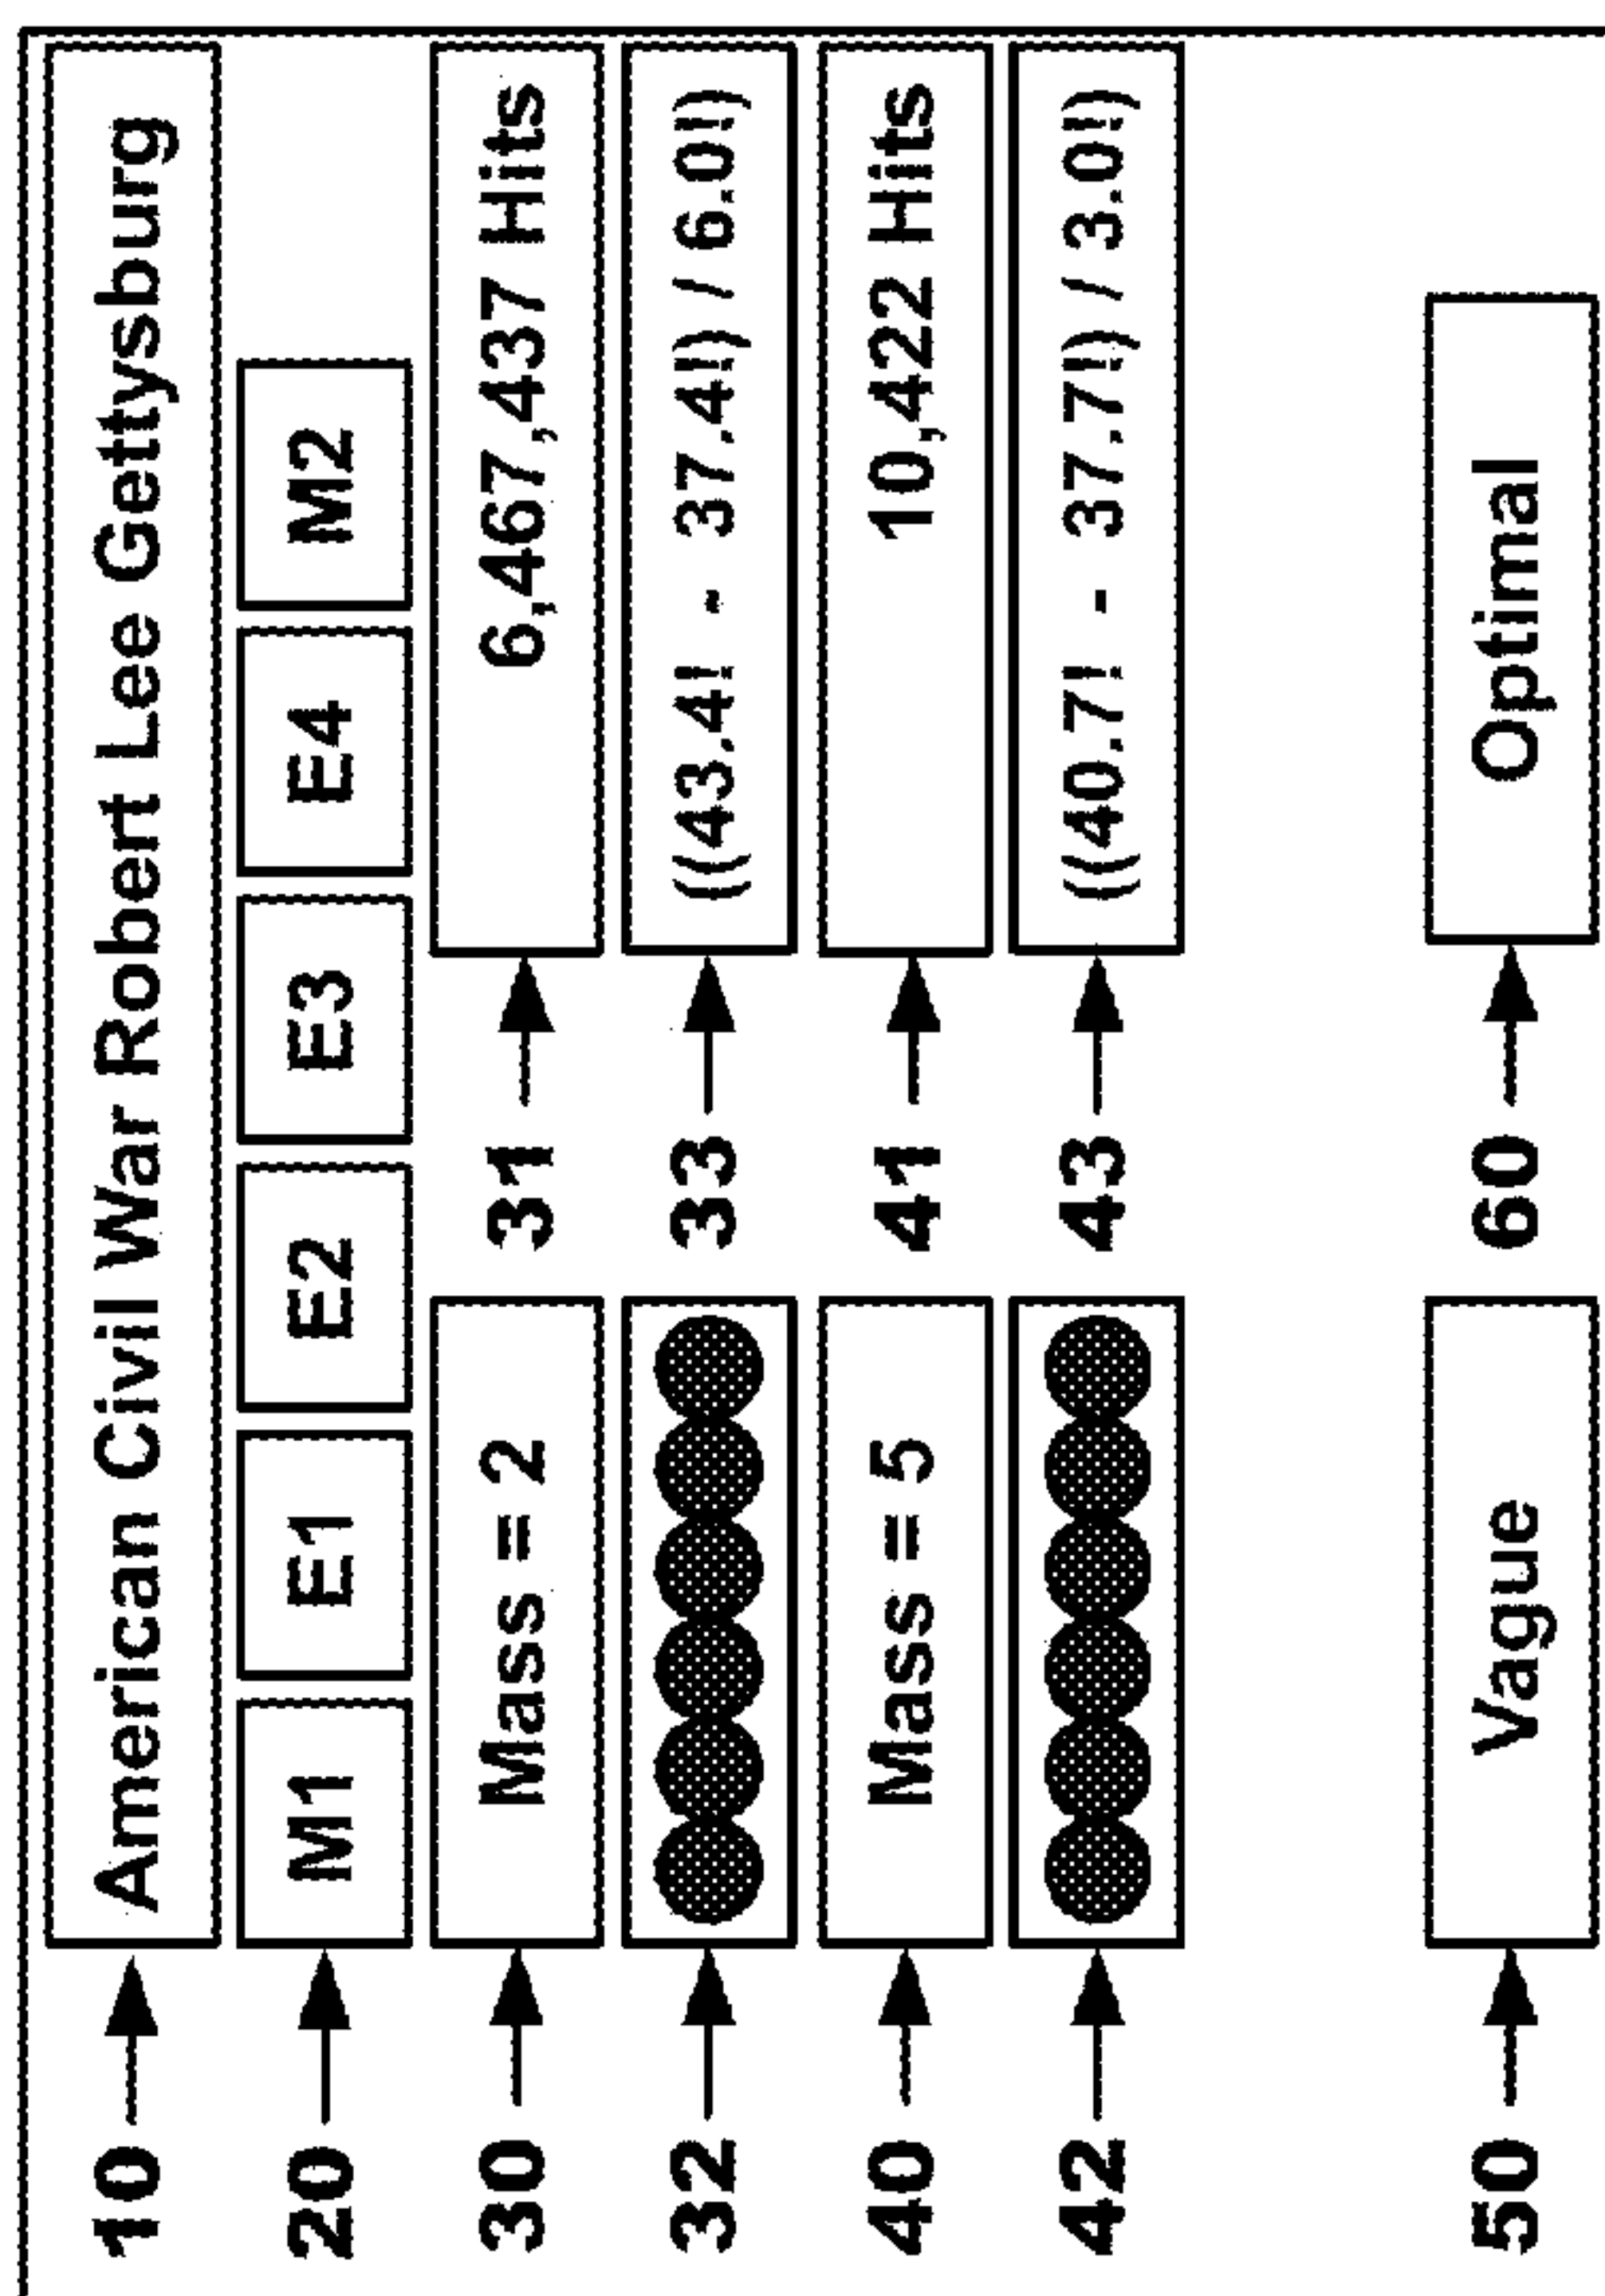 10 American Civil War Robert Lee Gettysburg
20 M1 E1 E2 E3 E4 M2
30 Mass = 2 31 6,467,437 Hits
32 33 ((43.4! - 37.4!) / 6.0!)
40 Mass = 5 41 10,422 Hits
42 43 ((40.7! - 37.7!) / 3.0!)
50 Vague 60 Optimal